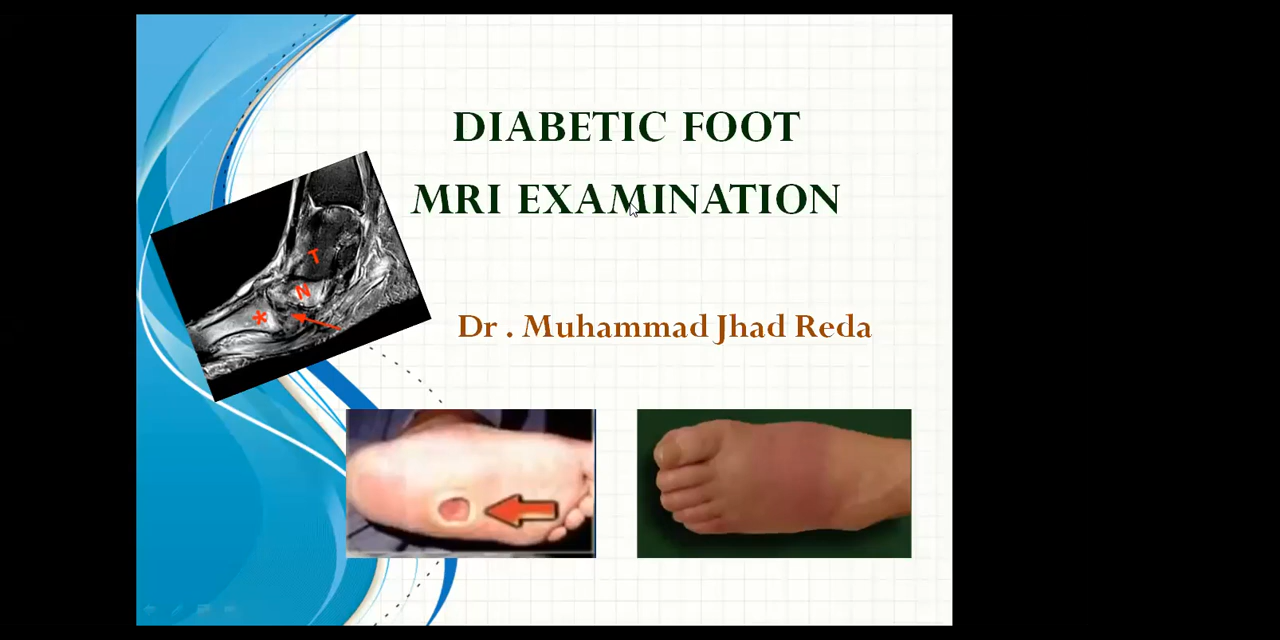 DIABETIC FOOT
MRI EXAMINATION
T
N
*
Dr . Muhammad Jhad Reda